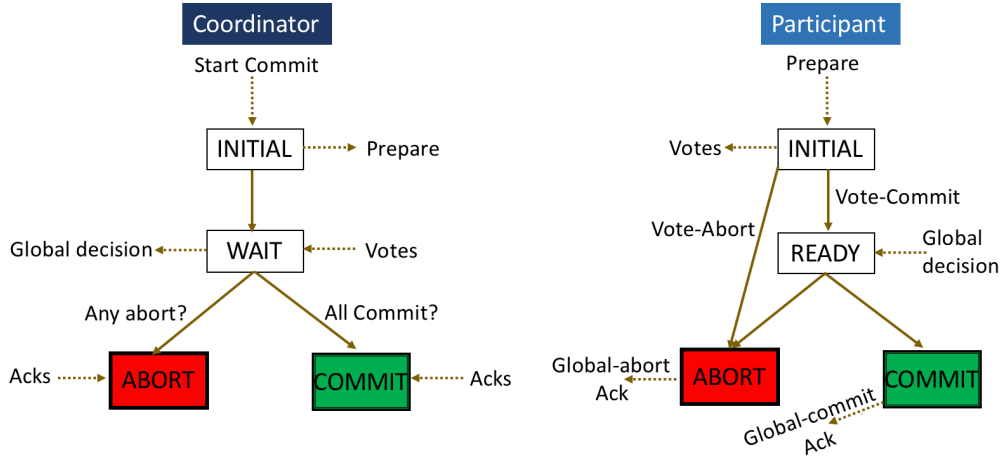 Coordinator
Start Commit
INITIAL
Prepare
Global decision
WAIT
Votes
Any abort?
All Commit?
Acks
ABORT
COMMIT
Acks
Participant
Prepare
Votes
INITIAL
Vote-Commit
Vote-Abort
READY
Global
decision
Global-abort
Ack
ABORT
COMMIT
Global-commit
Ack